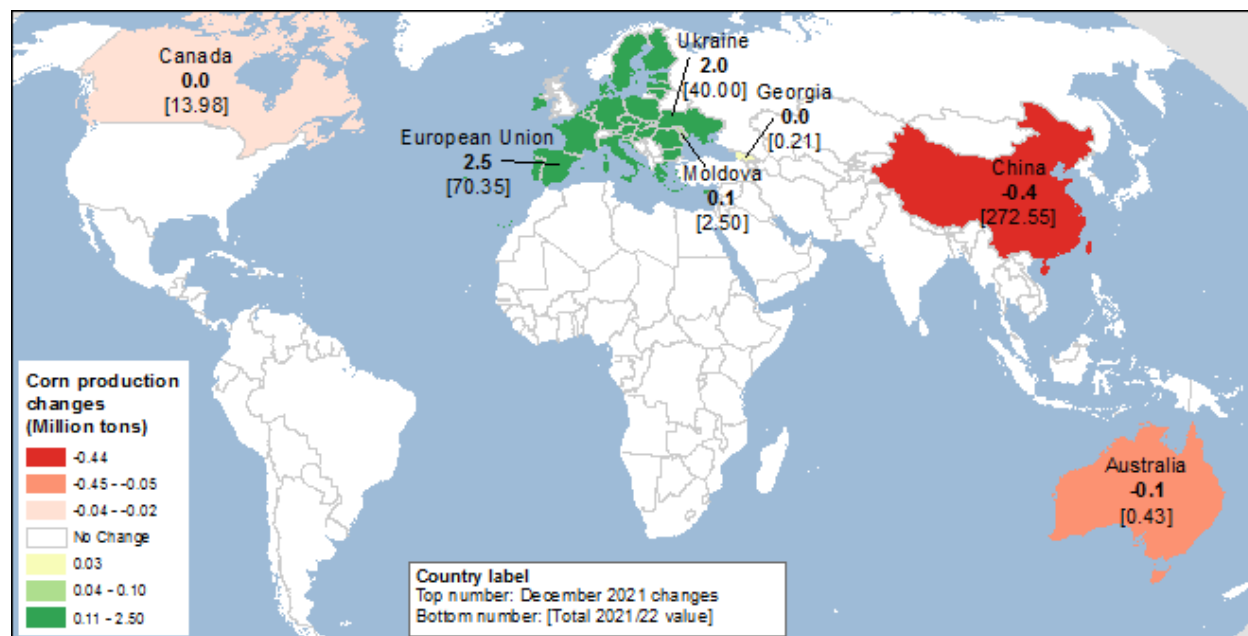 Canada
0.0
[13.98]
Ukraine
2.0
[40.00]
Georgia
0.0
[0.21]
European Union
2.5
[70.35]
Moldova
0.1
[2.50]
China
-0.4
[272.55]
Australia
-0.1
[0.43]
Corn production
changes
(Million tons)
-0.44
-0.45 - -0.05
-0.04 - -0.02
No Change
0.03
0.04 - 0.10
0.11 - 2.50
Country label
Top number: December 2021 changes
Bottom number: [Total 2021/22 value]